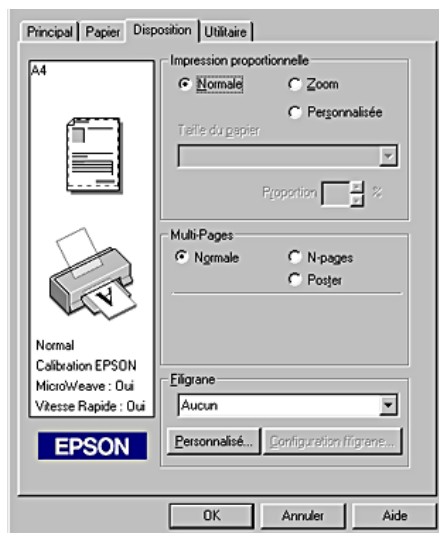 Principal Papier Disposition Utilitaire
A4
Normal
Calibration EPSON
MicroWeave : Oui
Vitesse Rapide : Oui
EPSON
Impression proportionnelle
Normale Zoom
Personnalisée
Taille du papier
Proportion %
Multi-Pages
Normale N-pages
Poster
Filigrane
Aucun
Personnalisé... Configuration filigrane...
OK Annuler Aide